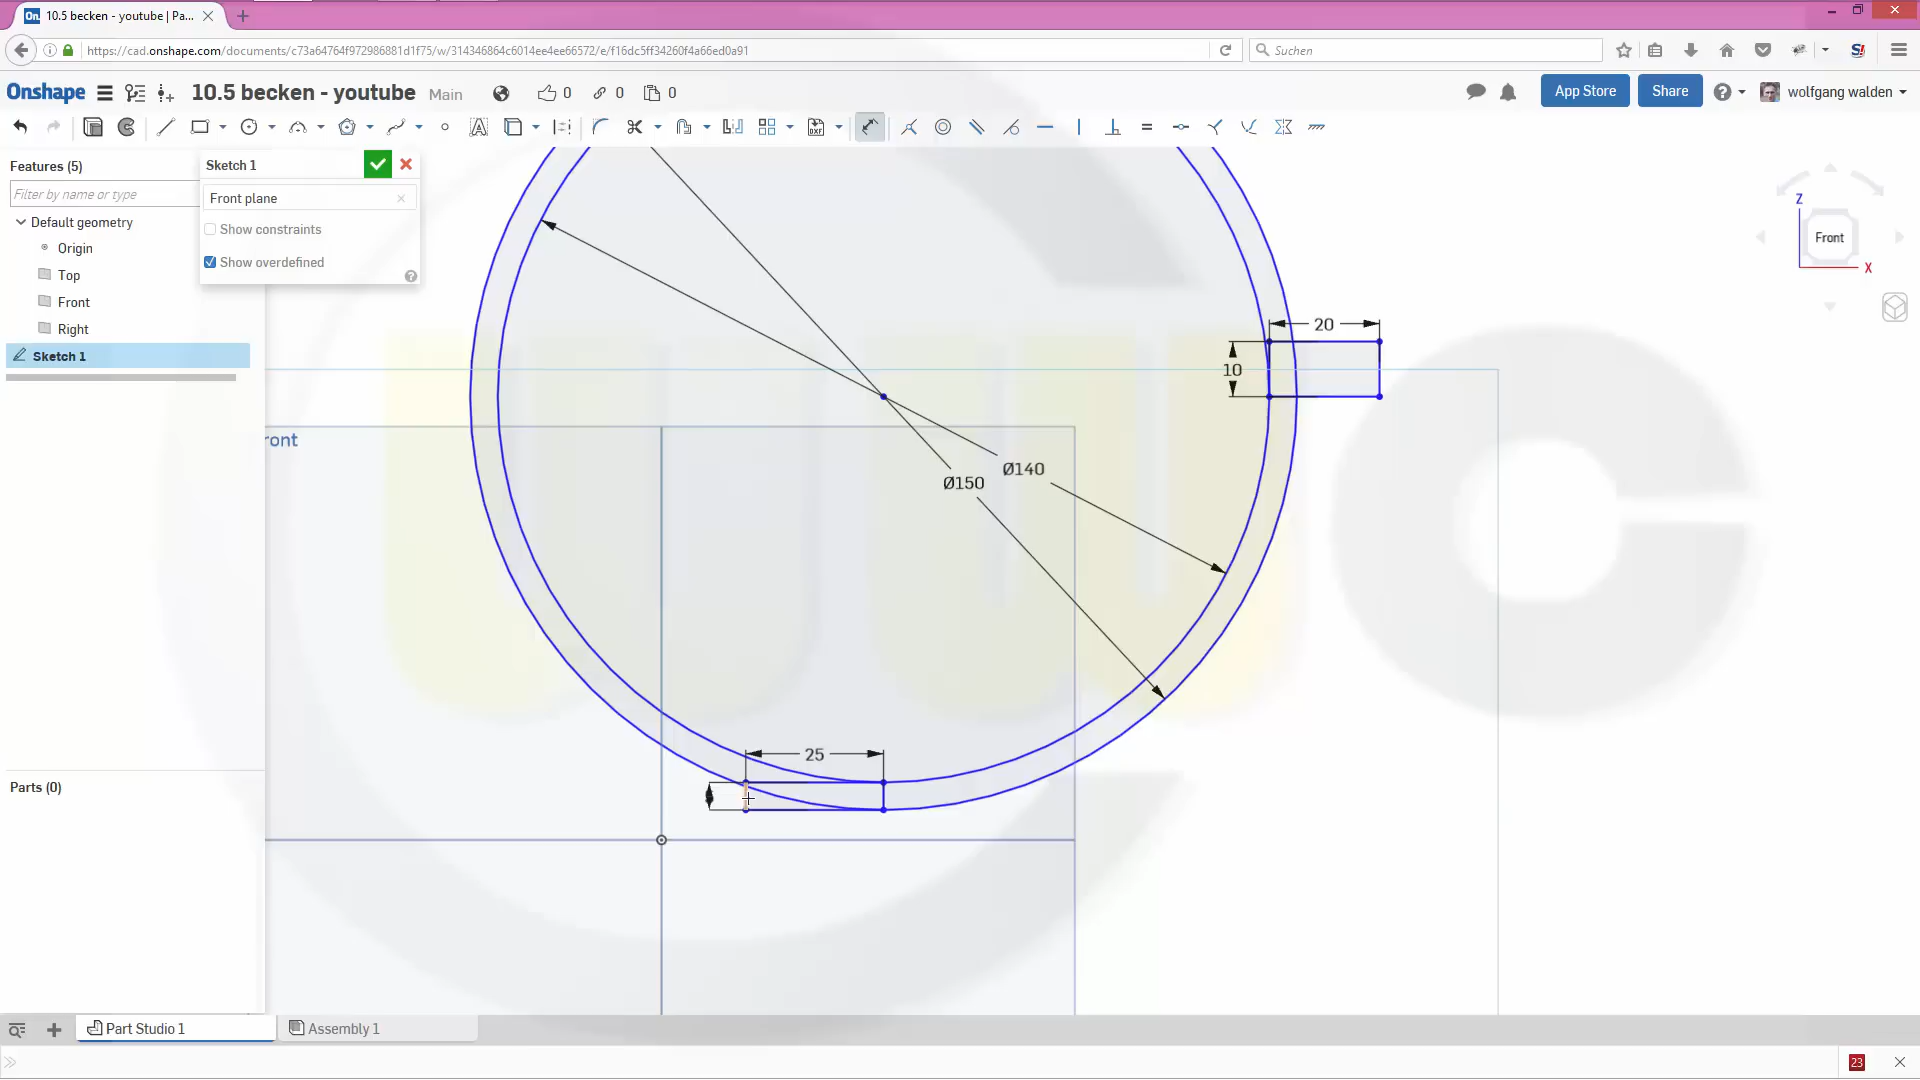 10.5 becken - youtube | Pa...
https://cad.onshape.com/documents/c73a64764f972986881d1f75/w/314346864c6014ee4ee66572/e/f16dc5ff34260f4a66ed0a91
Suchen
Onshape
10.5 becken - youtube
Main
0
0
0
App Store
Share
wolfgang walden
Features (5)
Filter by name or type
Default geometry
Origin
Top
Front
Right
Sketch 1
Sketch 1
Front plane
Show constraints
Show overdefined
Z
Front
X
20
10
ront
Ø140
Ø150
25
Parts (0)
Part Studio 1
Assembly 1
23